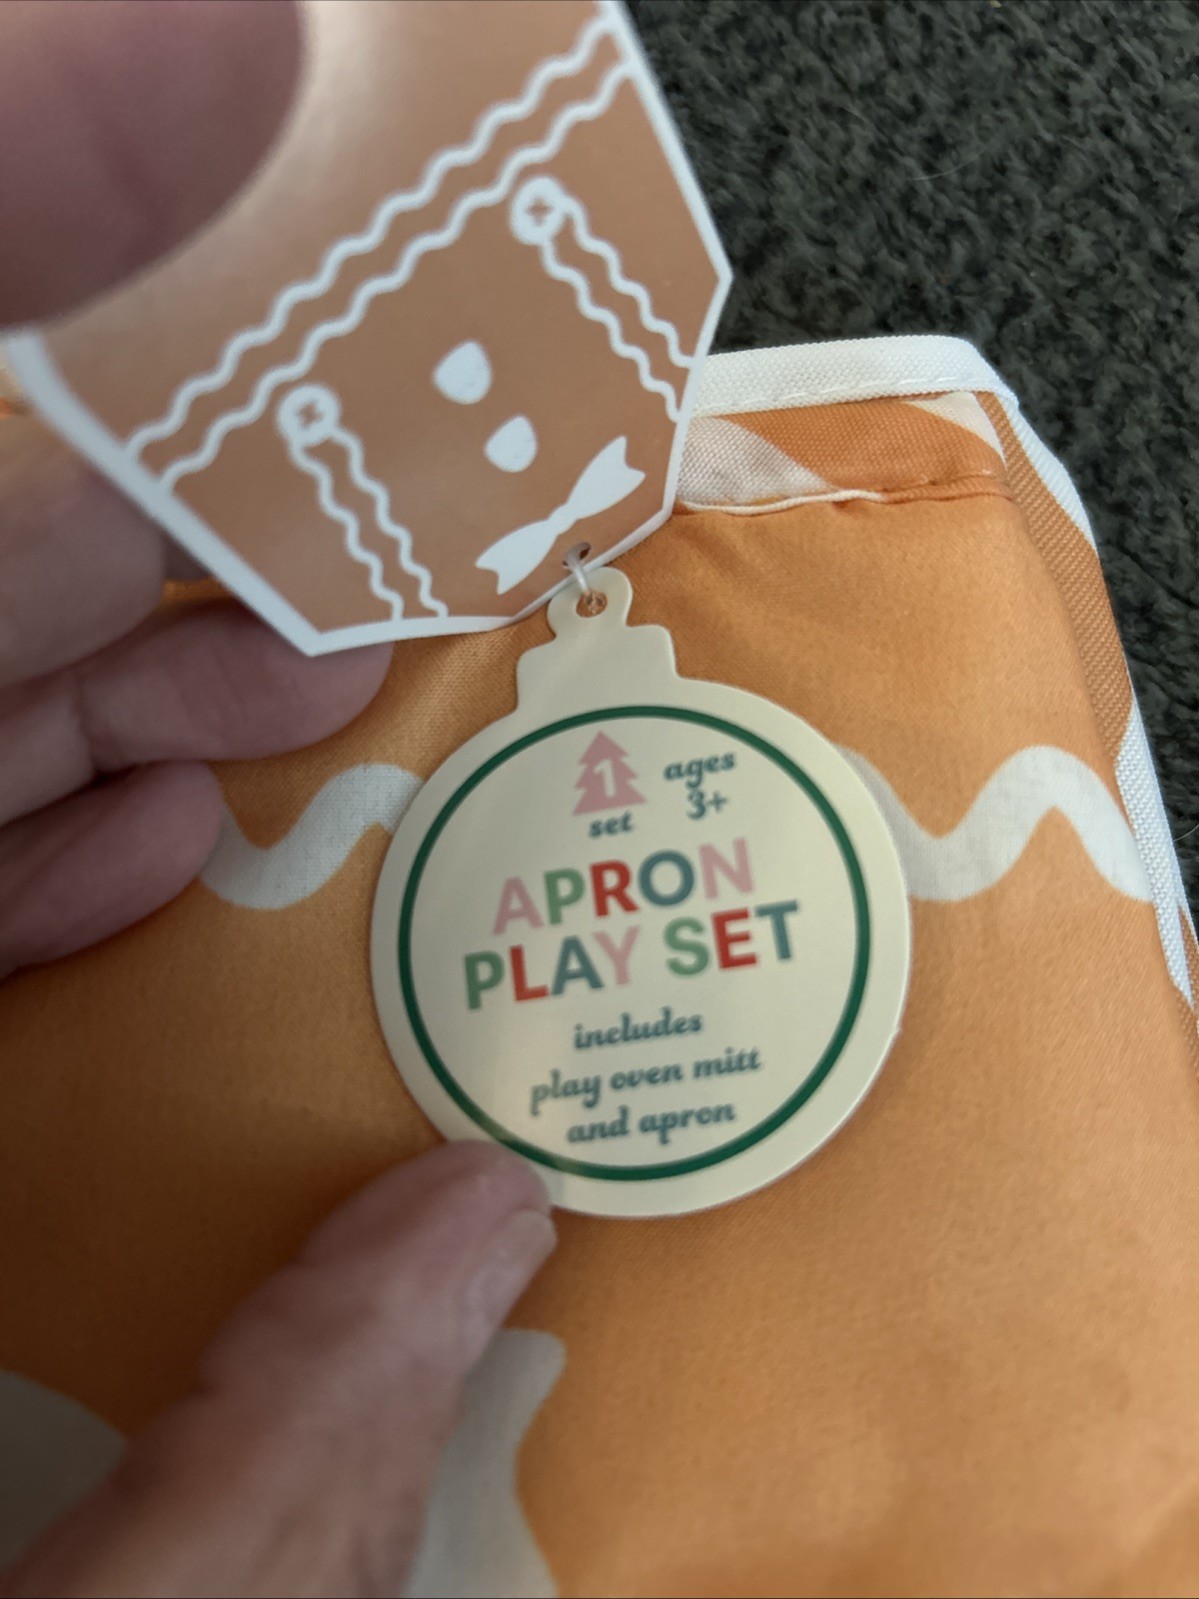 1
set
ages
3+
APRON
PLAY SET
includes
play oven mitt
and apron